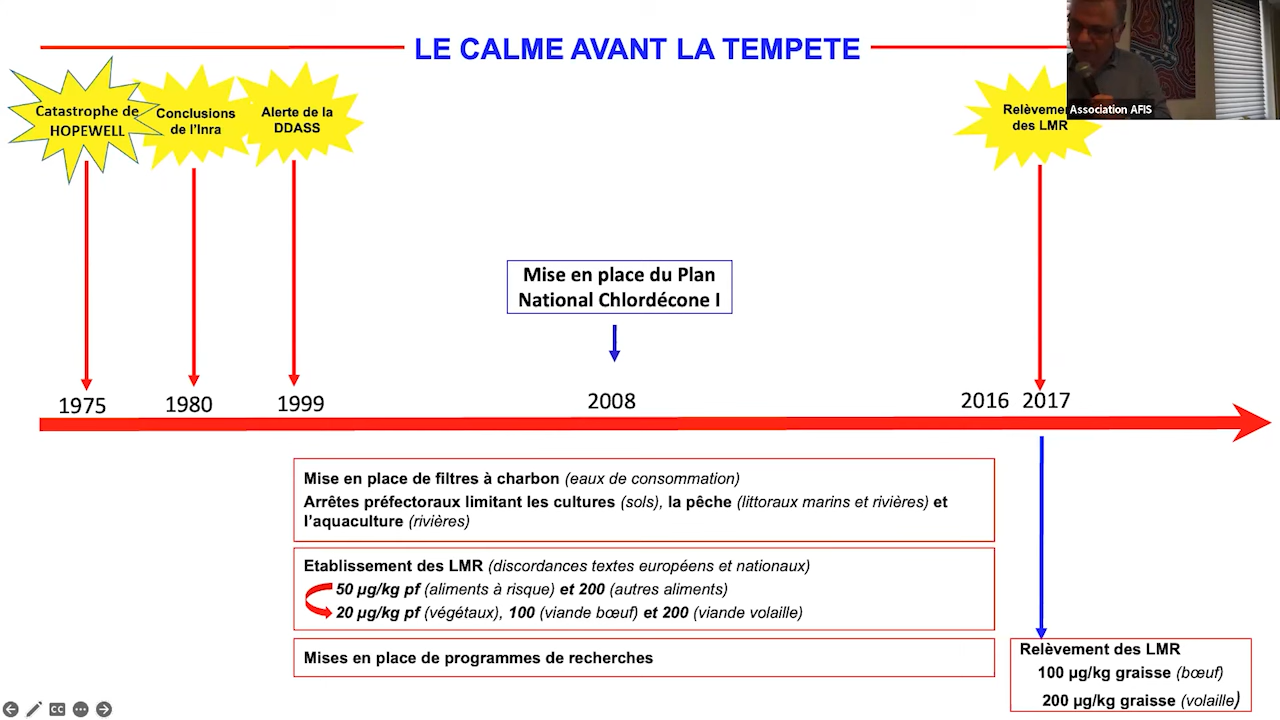 LE CALME AVANT LA TEMPETE
Catastrophe de
HOPEWELL
Conclusions
de l'Inra
Alerte de la
DDASS
des LMR
Association AFIS
Mise en place du Plan
National Chlordécone I
1975
1980
1999
2008
2016
2017
Mise en place de filtres à charbon (eaux de consommation)
Arrêtes préfectoraux limitant les cultures (sols), la pêche (littoraux marins et rivières) et
l'aquaculture (rivières)
Etablissement des LMR (discordances textes européens et nationaux)
50 µg/kg pf (aliments à risque) et 200 (autres aliments)
20 µg/kg pf (végétaux), 100 (viande bœuf) et 200 (viande volaille)
Mises en place de programmes de recherches
Relèvement des LMR
100 µg/kg graisse (bœuf)
200 µg/kg graisse (volaille)
CC